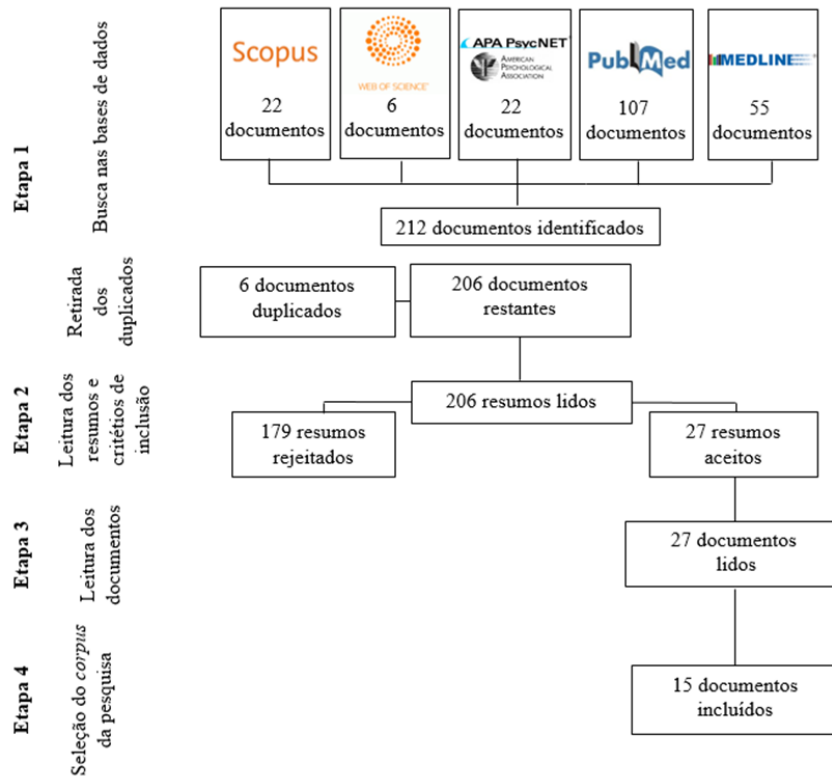 Etapa 1
Busca nas bases de dados
Scopus
22
documentos
WEB OF SCIENCE
6
documentos
APA PsycNET
AMERICAN
PSYCHOLOGICAL
ASSOCIATION
22
documentos
PubMed
107
documentos
MEDLINE
55
documentos
212 documentos identificados
Retirada
dos
duplicados
6 documentos
duplicados
206 documentos
restantes
Etapa 2
Leitura dos
resumos e
critétios de
inclusão
206 resumos lidos
179 resumos
rejeitados
27 resumos
aceitos
Etapa 3
Leitura dos
documentos
27 documentos
lidos
Etapa 4
Seleção do corpus
da pesquisa
15 documentos
incluídos